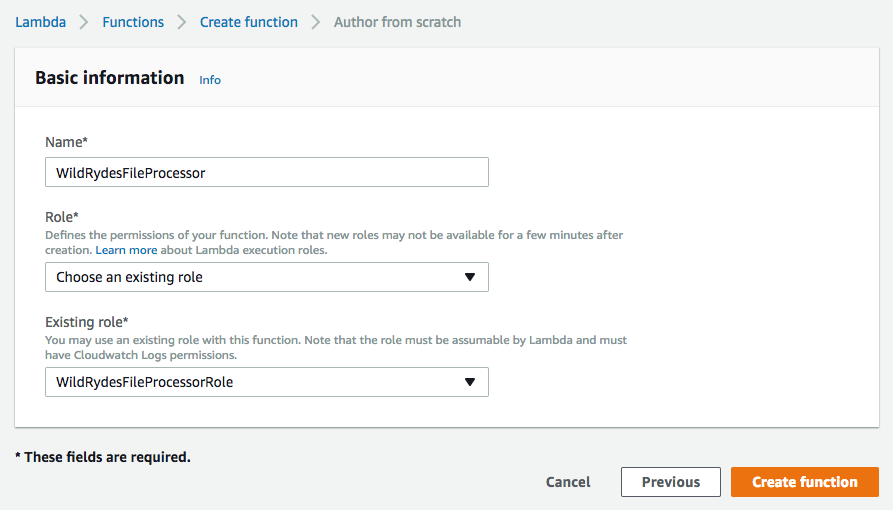 Lambda > Functions > Create function > Author from scratch
Basic information Info
Name*
WildRydesFileProcessor
Role*
Defines the permissions of your function. Note that new roles may not be available for a few minutes after
creation. Learn more about Lambda execution roles.
Choose an existing role
Existing role*
You may use an existing role with this function. Note that the role must be assumable by Lambda and must
have Cloudwatch Logs permissions.
WildRydesFileProcessorRole
* These fields are required.
Cancel Previous Create function